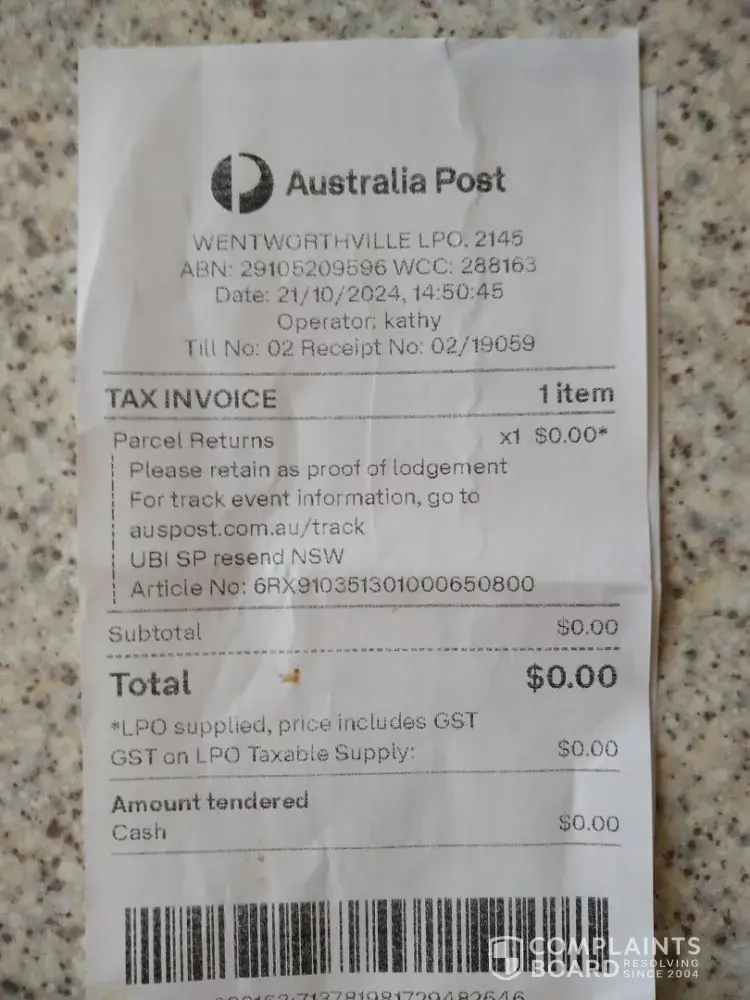 Australia Post
WENTWORTHVILLE LPO, 2145
ABN: 29105209596 WCC: 288163
Date: 21/10/2024, 14:50:45
Operator: kathy
Till No: 02 Receipt No: 02/19059
TAX INVOICE 1 item
Parcel Returns x1 $0.00*
Please retain as proof of lodgement
For track event information, go to
auspost.com.au/track
UBI SP resend NSW
Article No: 6RX910351301000650800
Subtotal $0.00
Total $0.00
*LPO supplied, price includes GST
GST on LPO Taxable Supply: $0.00
Amount tendered
Cash $0.00
COMPLAINTS
BOARD RESOLVING
SINCE 2004